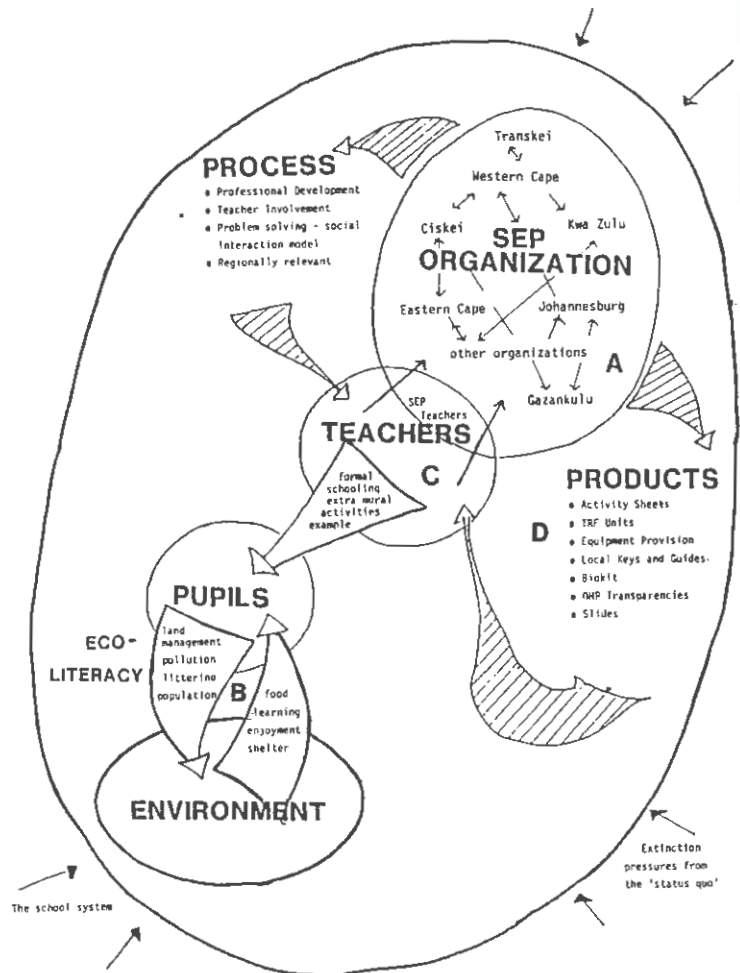 PROCESS
• Professional Development
• Teacher Involvement
• Problem solving - social
interaction model
• Regionally relevant
Transkei
Western Cape
Ciskei
Kwa Zulu
SEP
ORGANIZATION
Eastern Cape
Johannesburg
other organizations
A
Gazankulu
SEP
Teachers
TEACHERS
C
formal
schooling
extra mural
activities
example
PRODUCTS
D
• Activity Sheets
• TRF Units
• Equipment Provision
• Local Keys and Guides.
• Biokit
• OHP Transparencies
• Slides
PUPILS
ECO-
LITERACY
land
management
pollution
littering
population
B
food
learning
enjoyment
shelter
ENVIRONMENT
The school system
Extinction
pressures from
the 'status quo'